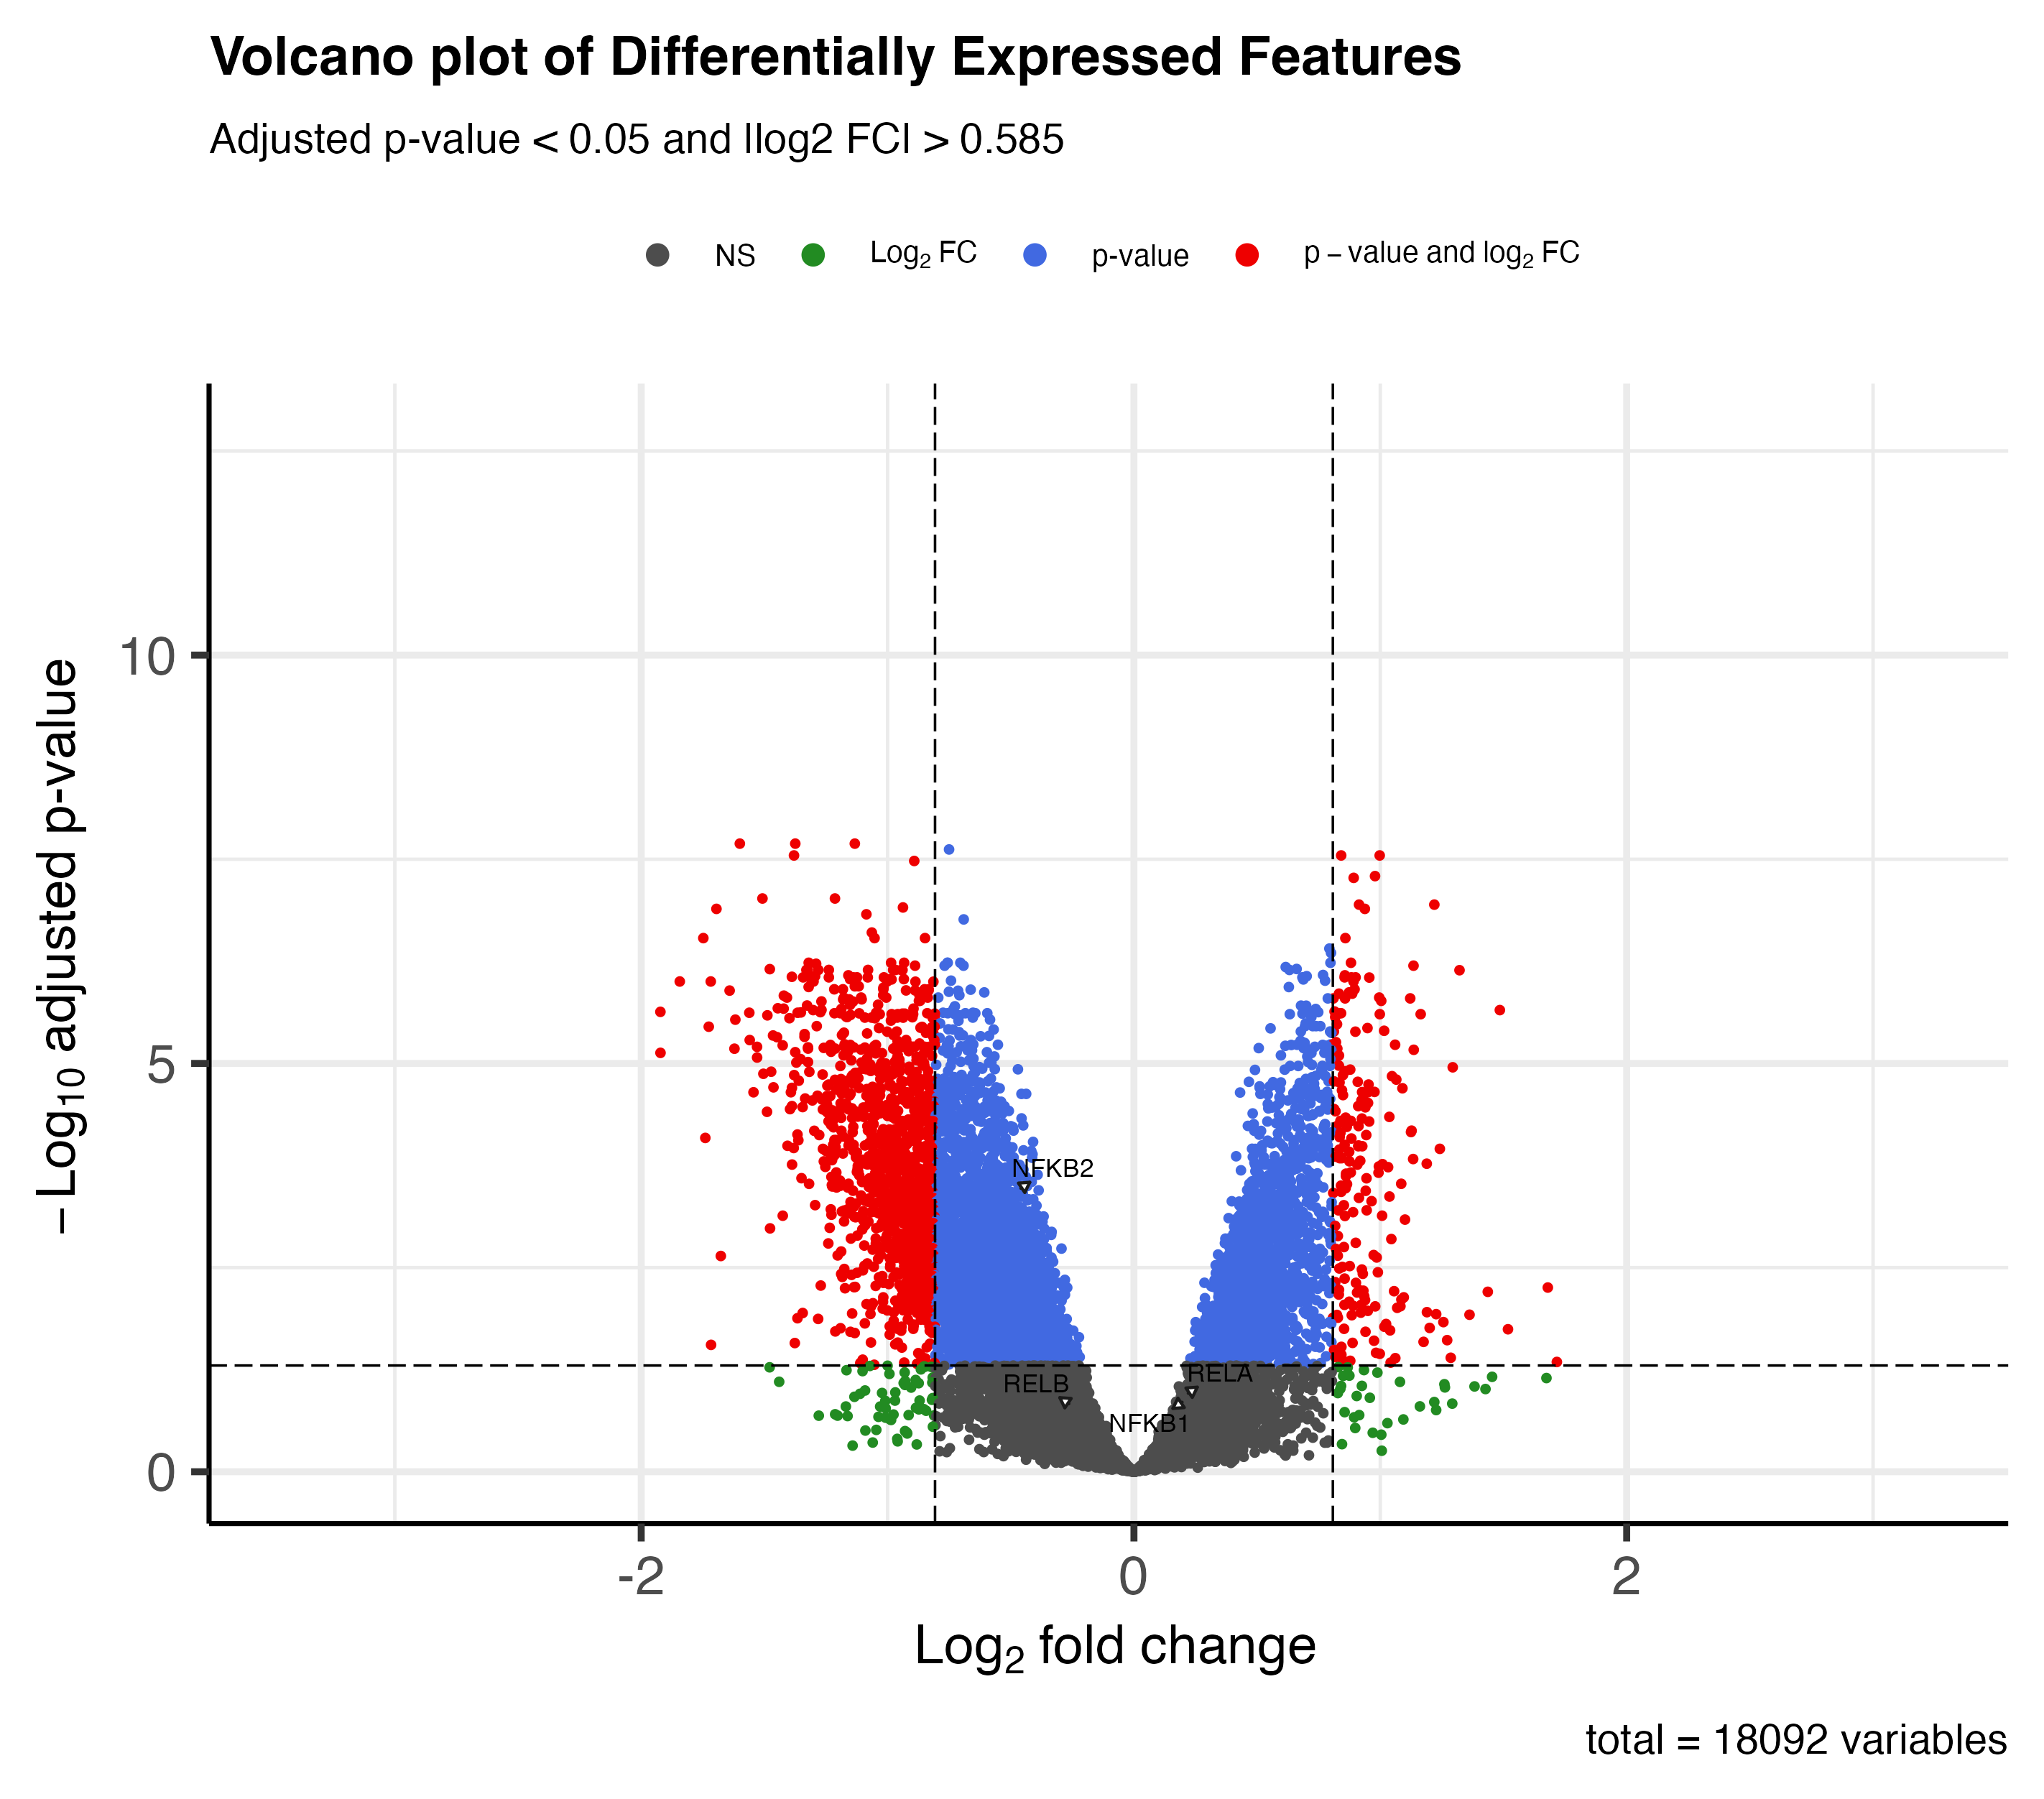 Volcano plot of Differentially Expressed Features
Adjusted p-value < 0.05 and |log2 FC| > 0.585
NS Log₂ FC p-value p − value and log₂ FC
− Log₁₀ adjusted p-value
10
5
0
NFKB2
RELA
RELB
NFKB1
-2 0 2
Log₂ fold change
total = 18092 variables